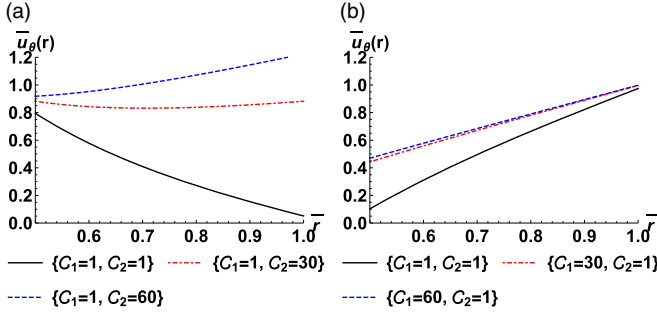 (a)
u̅_θ(r)
1.2
1.0
0.8
0.6
0.4
0.2
0.0
0.6 0.7 0.8 0.9 1.0
r̅
{C₁=1, C₂=1} {C₁=1, C₂=30}
{C₁=1, C₂=60}
(b)
u̅_θ(r)
1.2
1.0
0.8
0.6
0.4
0.2
0.0
0.6 0.7 0.8 0.9 1.0
r̅
{C₁=1, C₂=1} {C₁=30, C₂=1}
{C₁=60, C₂=1}